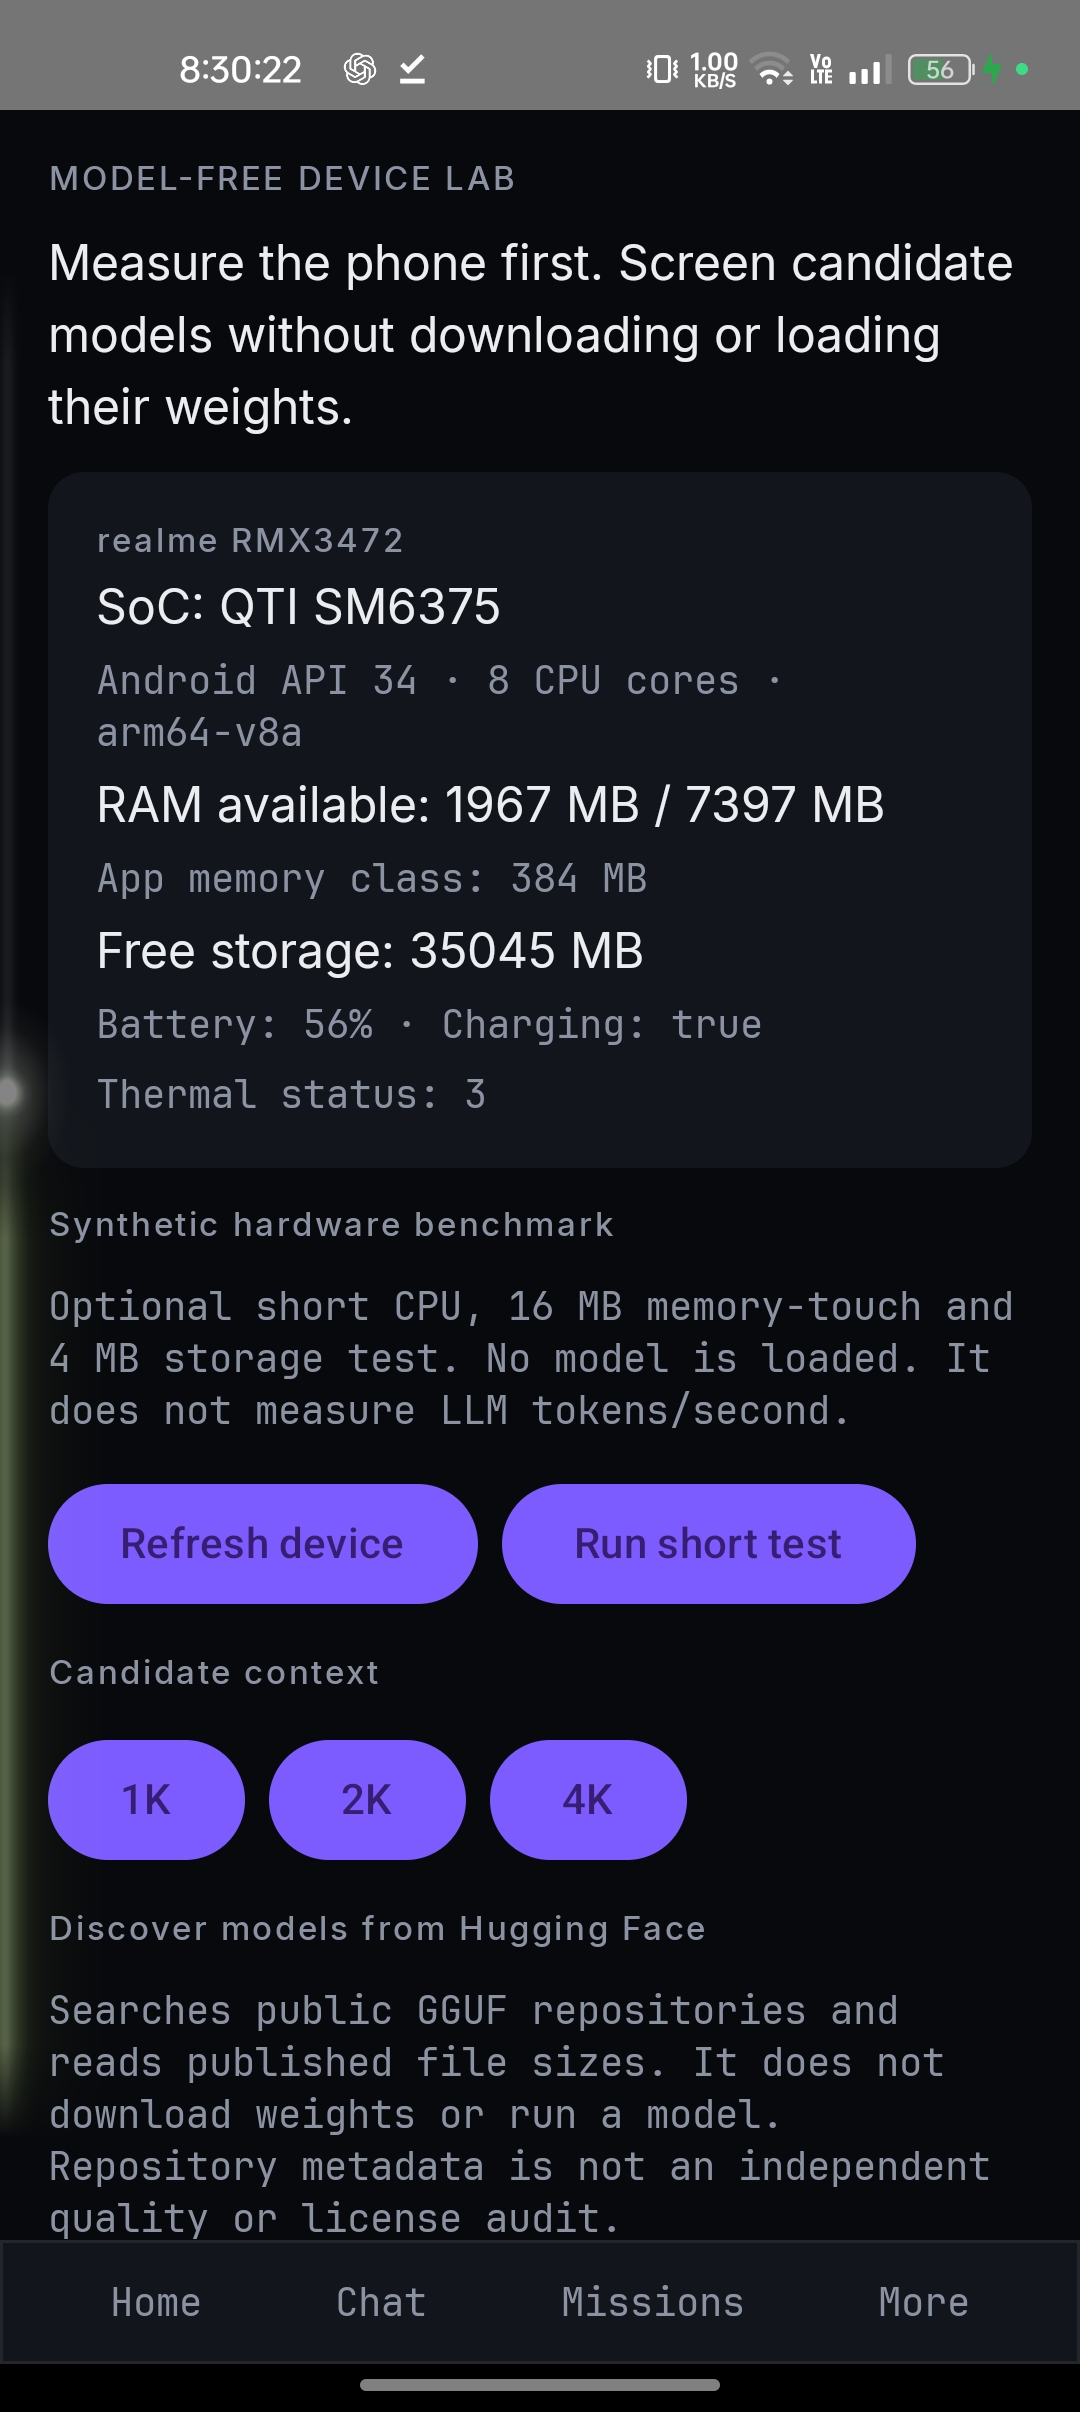 8:30:22
1.00
KB/S
Vo
LTE
56
MODEL-FREE DEVICE LAB
Measure the phone first. Screen candidate
models without downloading or loading
their weights.
realme RMX3472
SoC: QTI SM6375
Android API 34 · 8 CPU cores ·
arm64-v8a
RAM available: 1967 MB / 7397 MB
App memory class: 384 MB
Free storage: 35045 MB
Battery: 56% · Charging: true
Thermal status: 3
Synthetic hardware benchmark
Optional short CPU, 16 MB memory-touch and
4 MB storage test. No model is loaded. It
does not measure LLM tokens/second.
Refresh device
Run short test
Candidate context
1K
2K
4K
Discover models from Hugging Face
Searches public GGUF repositories and
reads published file sizes. It does not
download weights or run a model.
Repository metadata is not an independent
quality or license audit.
Home
Chat
Missions
More